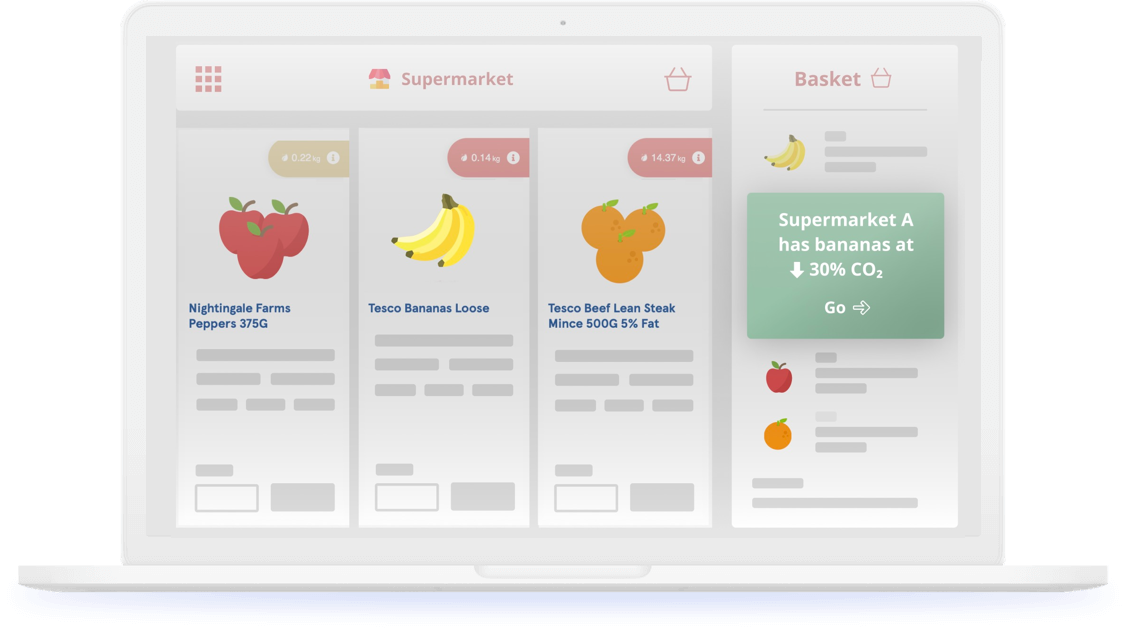 Supermarket
Basket
0.22 kg
0.14 kg
14.37 kg
Nightingale Farms
Peppers 375G
Tesco Bananas Loose
Tesco Beef Lean Steak
Mince 500G 5% Fat
Supermarket A
has bananas at
30% CO₂
Go